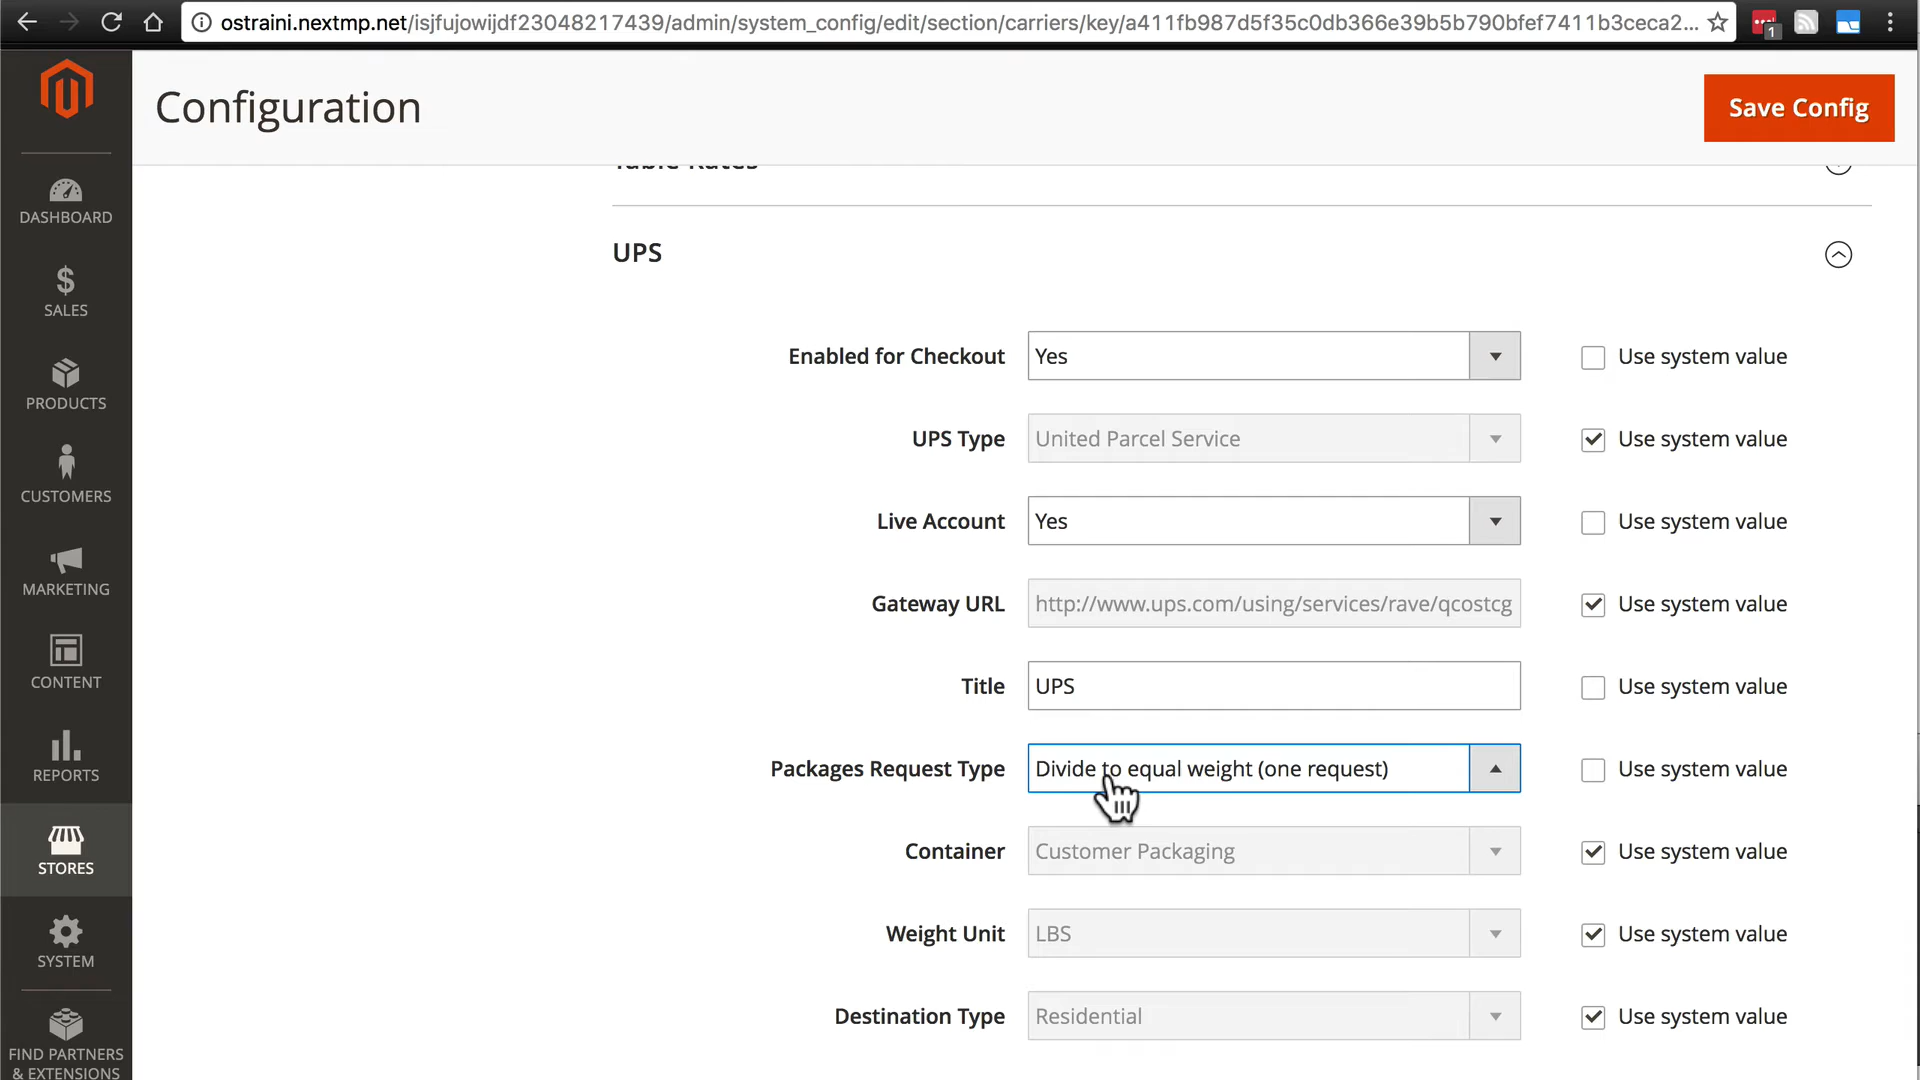 ostraini.nextmp.net/isjfujowijdf23048217439/admin/system_config/edit/section/carriers/key/a411fb987d5f35c0db366e39b5b790bfef7411b3ceca2...
1
Configuration
Save Config
Table Rates
DASHBOARD
SALES
PRODUCTS
CUSTOMERS
MARKETING
CONTENT
REPORTS
STORES
SYSTEM
FIND PARTNERS
& EXTENSIONS
UPS
Enabled for Checkout Yes Use system value
UPS Type United Parcel Service Use system value
Live Account Yes Use system value
Gateway URL http://www.ups.com/using/services/rave/qcostcg Use system value
Title UPS Use system value
Packages Request Type Divide to equal weight (one request) Use system value
Container Customer Packaging Use system value
Weight Unit LBS Use system value
Destination Type Residential Use system value